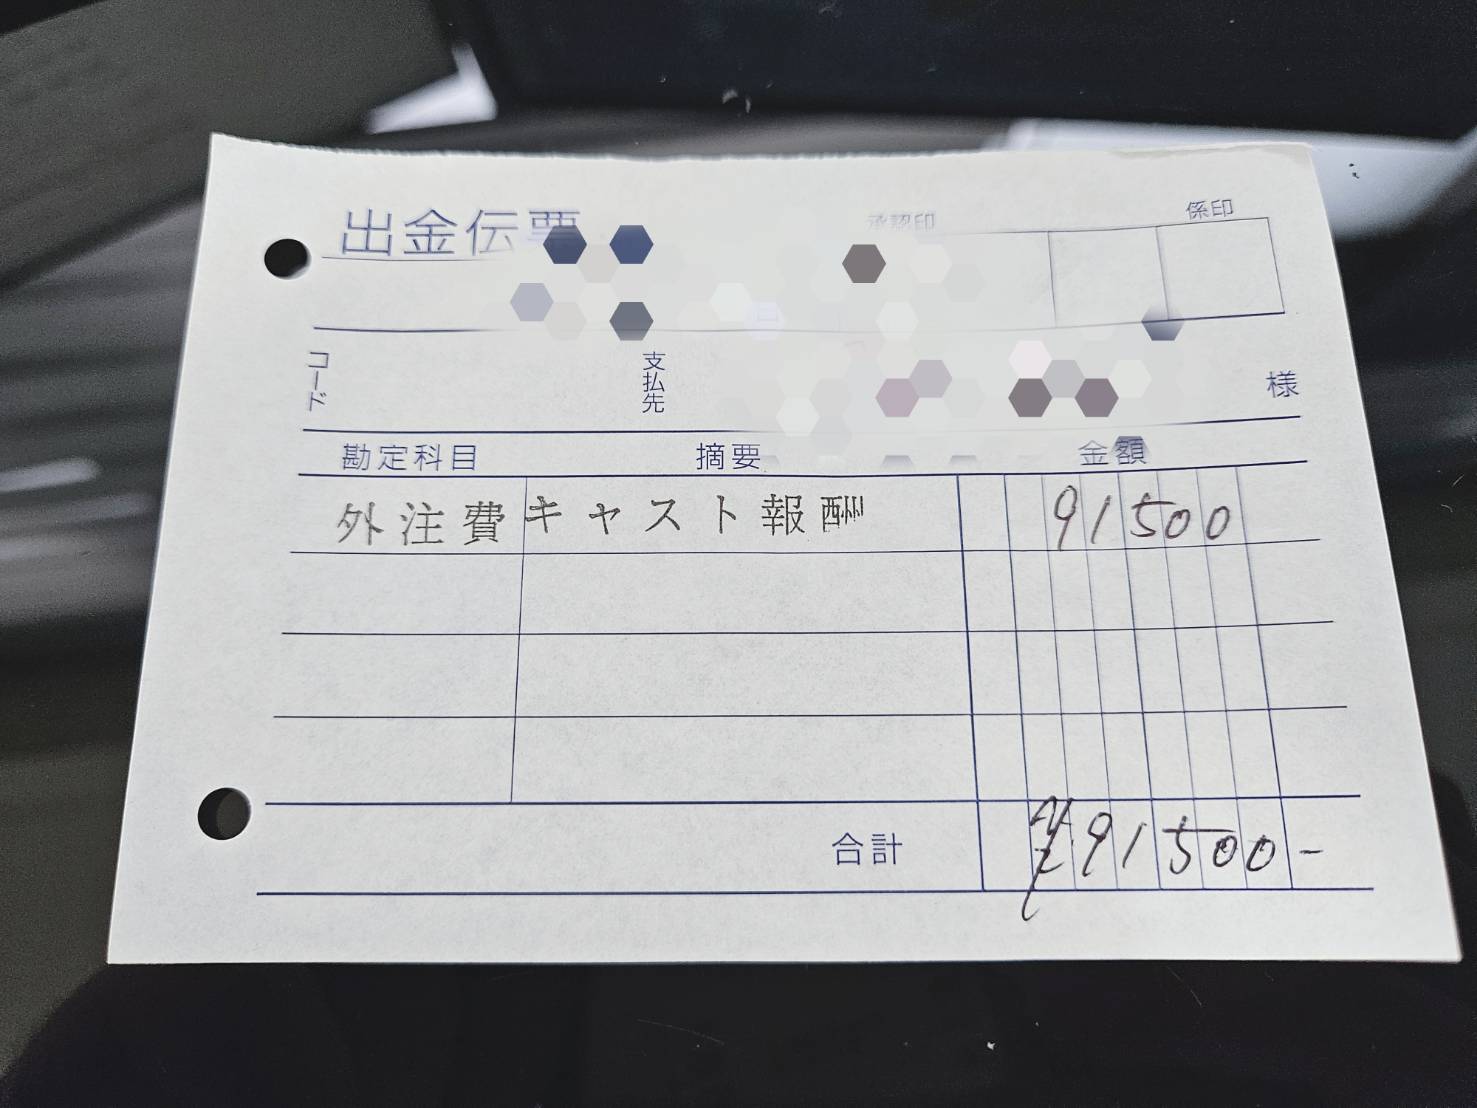 出金伝票
承認印
係印
日
コード
支払先
様
勘定科目
摘要
金額
外注費
キャスト報酬
91500
合計
¥91500-